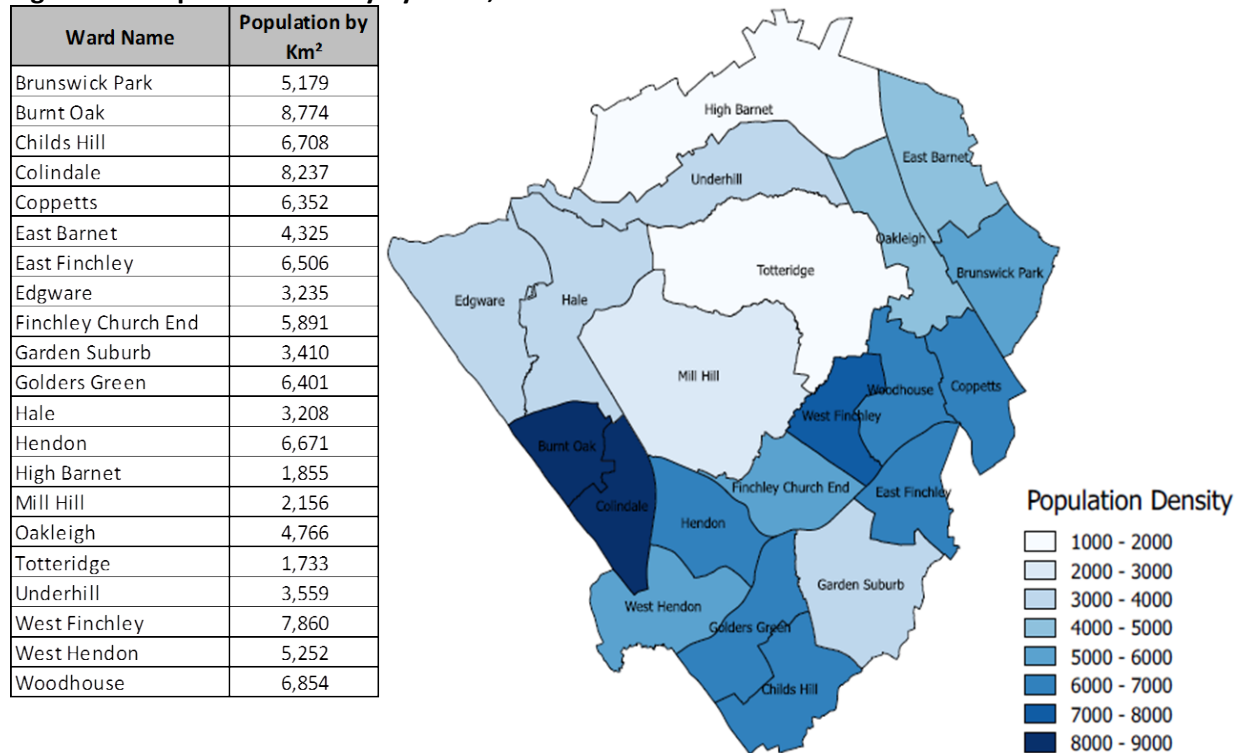 Ward Name Population by Km²
Brunswick Park 5,179
Burnt Oak 8,774
Childs Hill 6,708
Colindale 8,237
Coppetts 6,352
East Barnet 4,325
East Finchley 6,506
Edgware 3,235
Finchley Church End 5,891
Garden Suburb 3,410
Golders Green 6,401
Hale 3,208
Hendon 6,671
High Barnet 1,855
Mill Hill 2,156
Oakleigh 4,766
Totteridge 1,733
Underhill 3,559
West Finchley 7,860
West Hendon 5,252
Woodhouse 6,854
High Barnet
East Barnet
Underhill
Oakleigh
Totteridge
Brunswick Park
Edgware
Hale
Mill Hill
Woodhouse
Coppetts
West Finchley
Burnt Oak
Finchley Church End
East Finchley
Colindale
Hendon
Garden Suburb
West Hendon
Golders Green
Childs Hill
Population Density
1000 - 2000
2000 - 3000
3000 - 4000
4000 - 5000
5000 - 6000
6000 - 7000
7000 - 8000
8000 - 9000